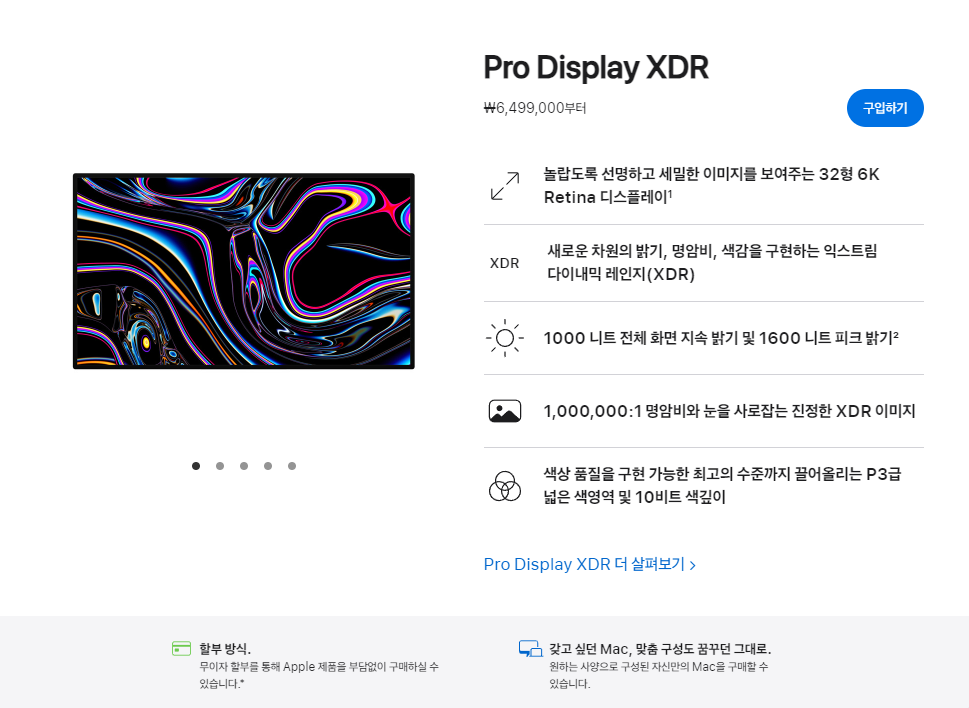 Pro Display XDR
₩6,499,000부터
구입하기
놀랍도록 선명하고 세밀한 이미지를 보여주는 32형 6K
Retina 디스플레이¹
XDR
새로운 차원의 밝기, 명암비, 색감을 구현하는 익스트림
다이내믹 레인지(XDR)
1000 니트 전체 화면 지속 밝기 및 1600 니트 피크 밝기²
1,000,000:1 명암비와 눈을 사로잡는 진정한 XDR 이미지
색상 품질을 구현 가능한 최고의 수준까지 끌어올리는 P3급
넓은 색영역 및 10비트 색깊이
Pro Display XDR 더 살펴보기 >
할부 방식.
무이자 할부를 통해 Apple 제품을 부담없이 구매하실 수
있습니다.*
갖고 싶던 Mac, 맞춤 구성도 꿈꾸던 그대로.
원하는 사양으로 구성된 자신만의 Mac을 구매할 수
있습니다.